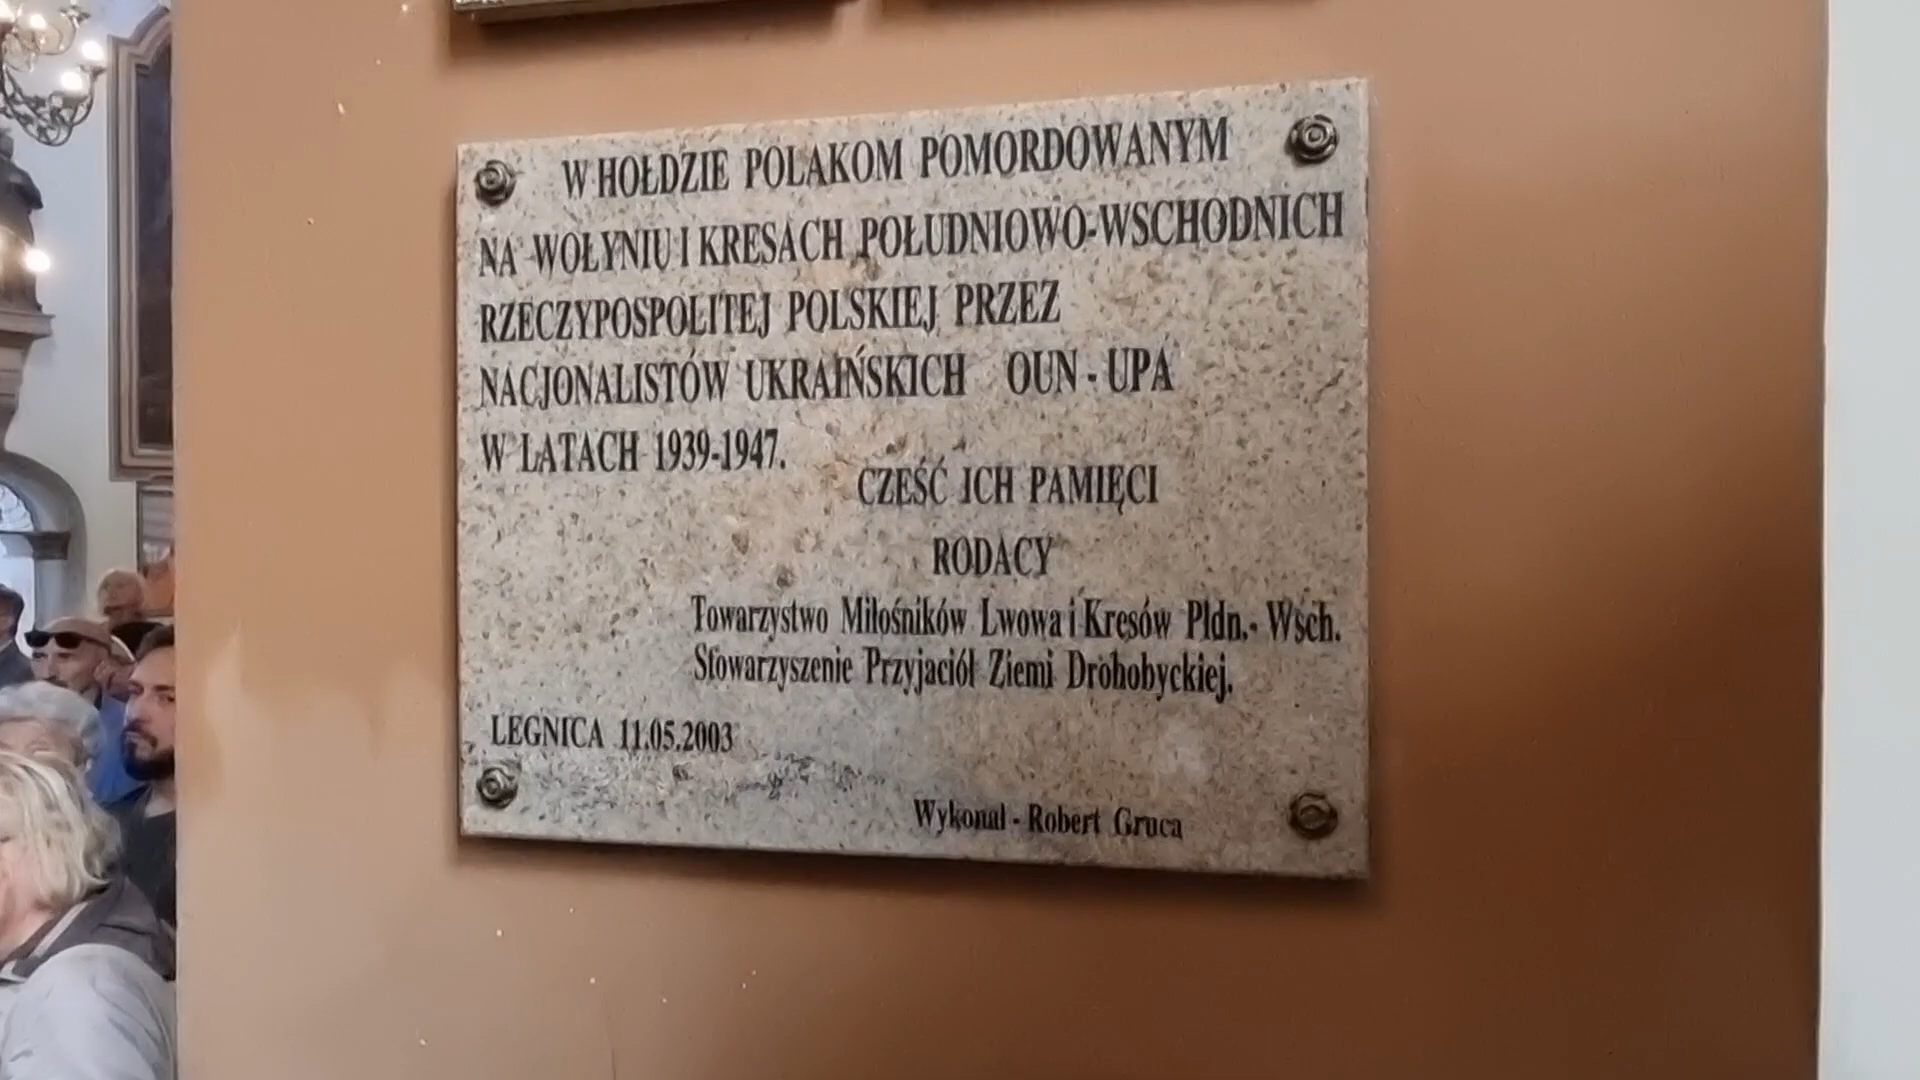 W HOŁDZIE POLAKOM POMORDOWANYM
NA WOŁYNIU I KRESACH POŁUDNIOWO-WSCHODNICH
RZECZYPOSPOLITEJ POLSKIEJ PRZEZ
NACJONALISTÓW UKRAIŃSKICH OUN - UPA
W LATACH 1939-1947.
CZEŚĆ ICH PAMIĘCI
RODACY
Towarzystwo Miłośników Lwowa i Kresów Płdn.- Wsch.
Stowarzyszenie Przyjaciół Ziemi Drohobyckiej.
LEGNICA 11.05.2003
Wykonał - Robert Gruca